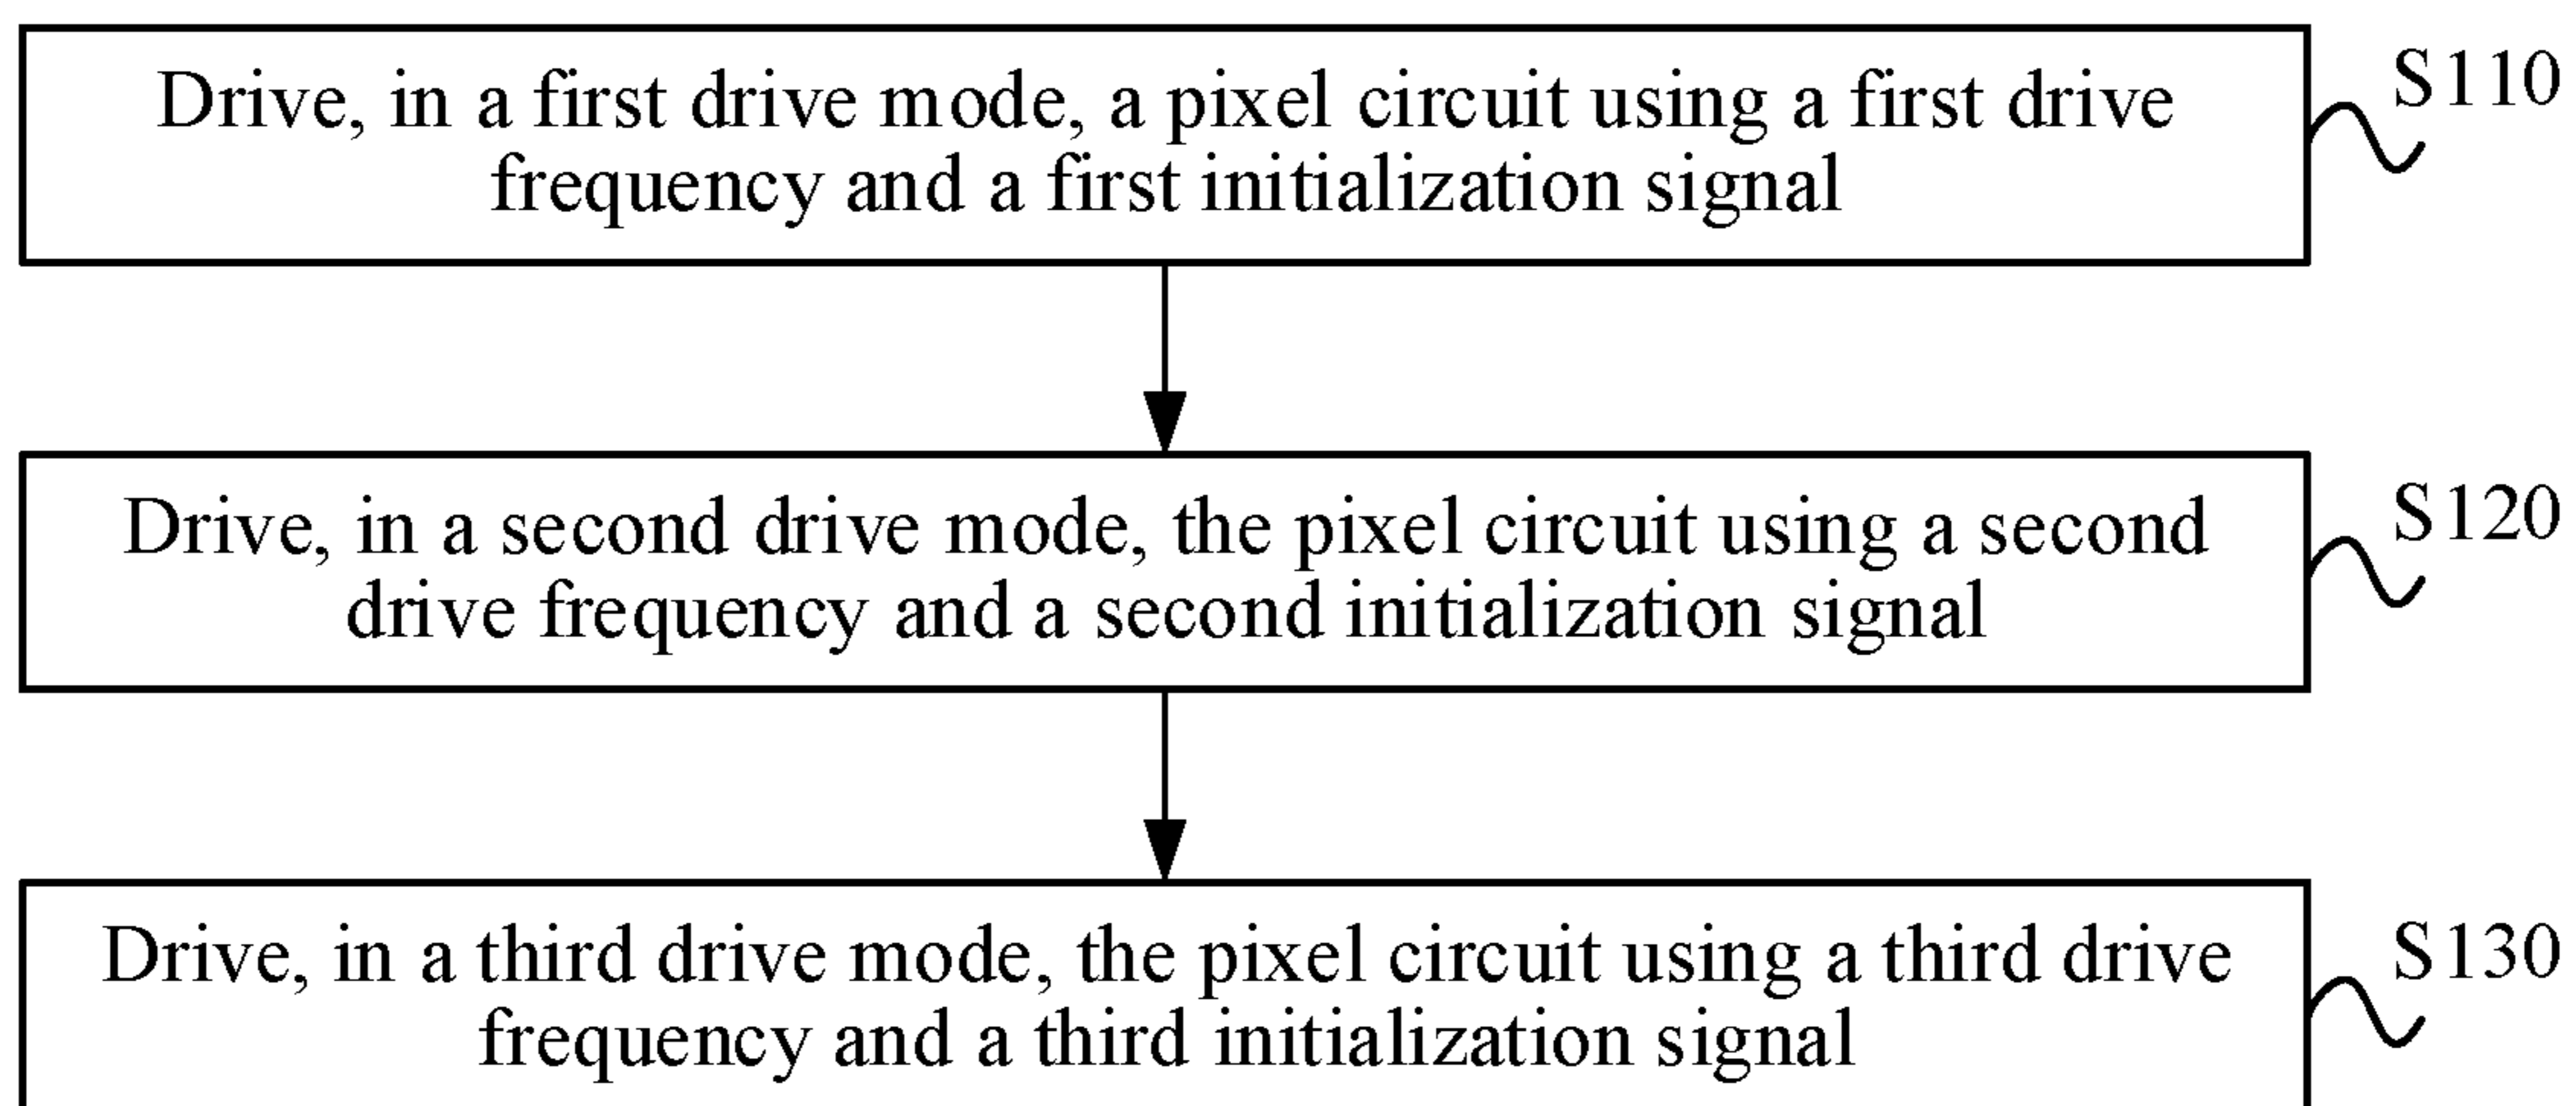 Drive, in a first drive mode, a pixel circuit using a first drive
frequency and a first initialization signal
S110
Drive, in a second drive mode, the pixel circuit using a second
drive frequency and a second initialization signal
S120
Drive, in a third drive mode, the pixel circuit using a third drive
frequency and a third initialization signal
S130